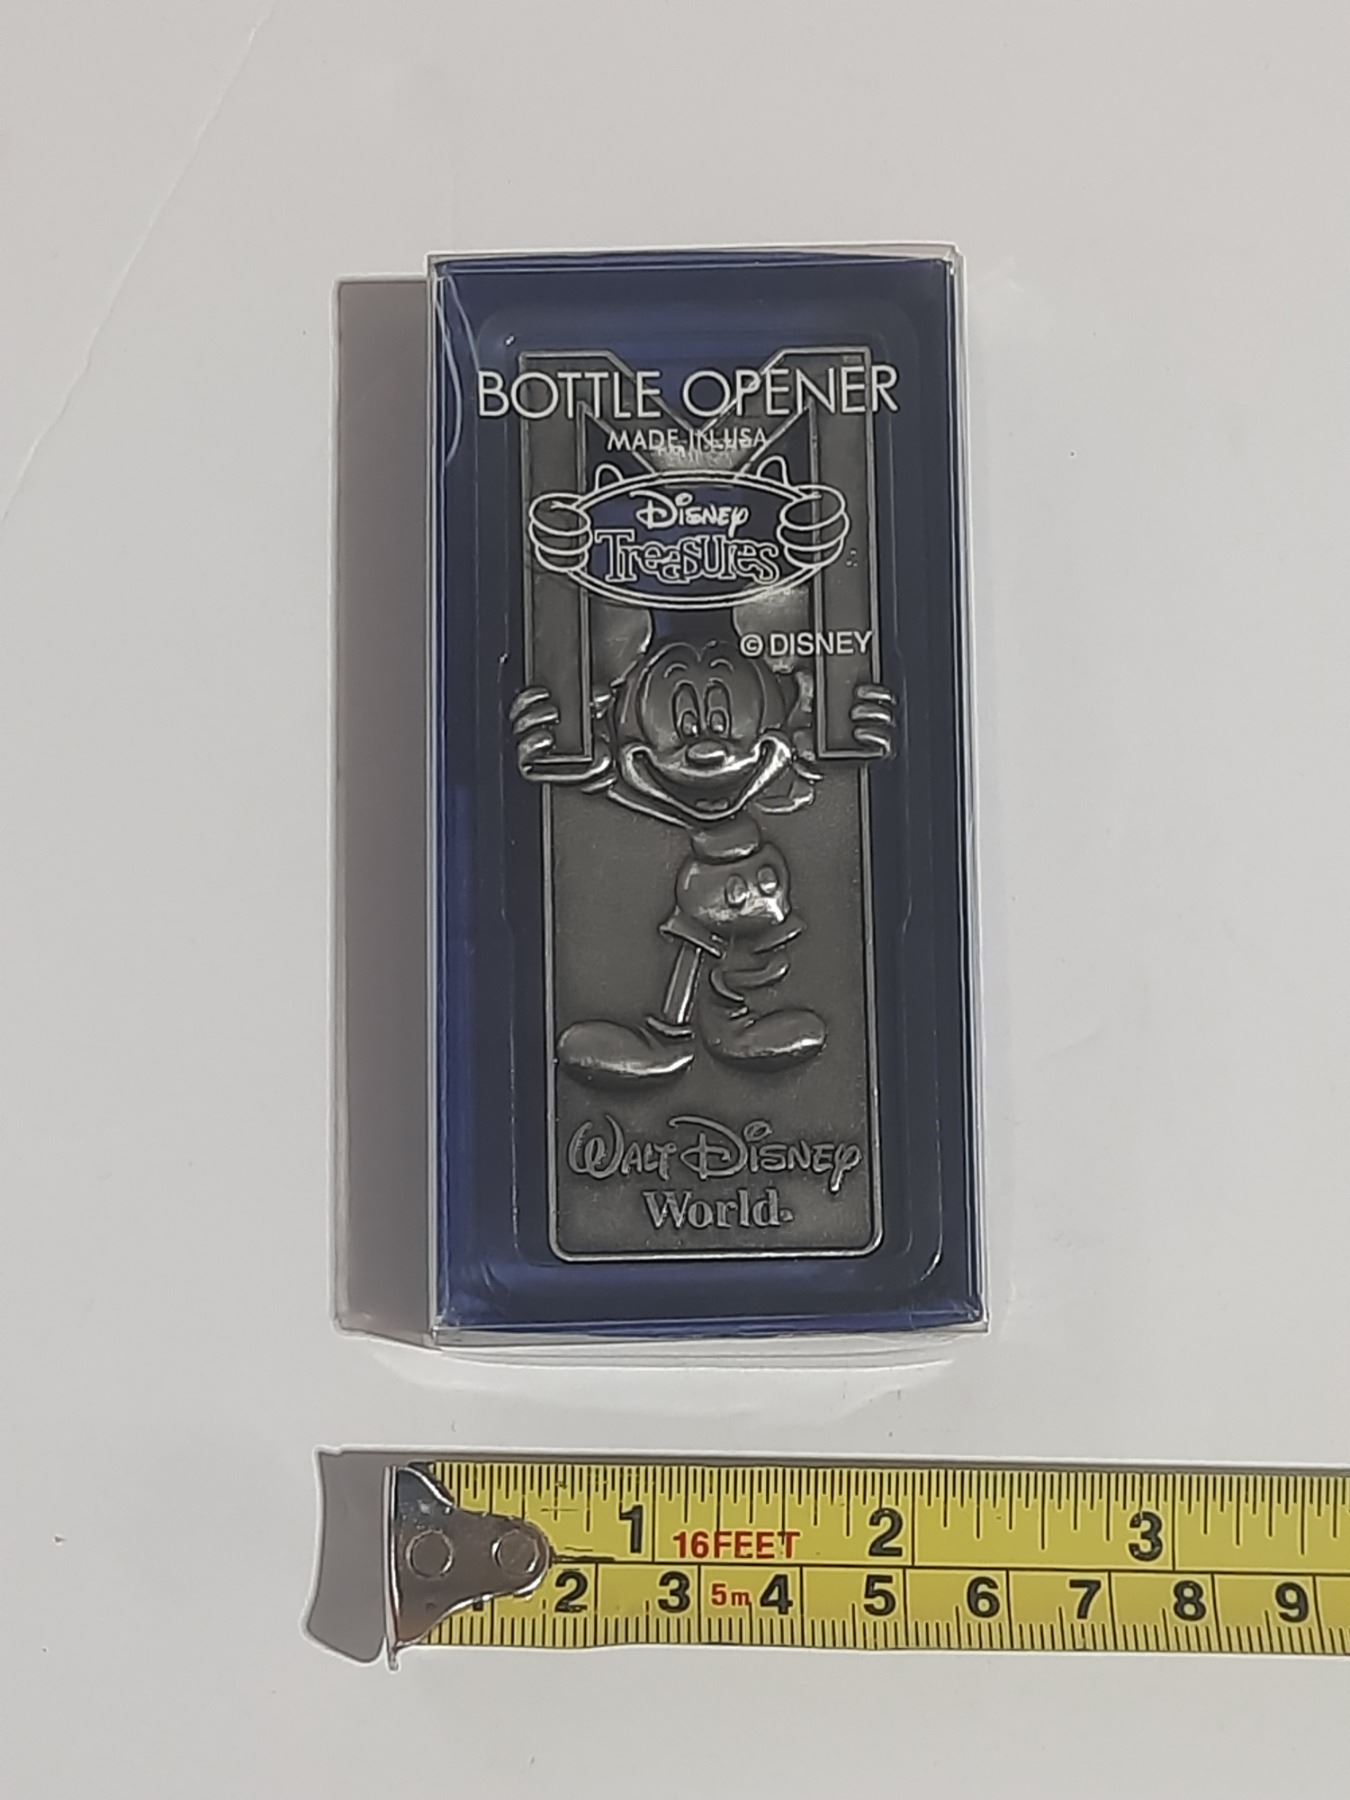 BOTTLE OPENER
MADE IN USA
Disney
Treasures
© DISNEY
WALT DISNEY
World.
1 16FEET 2 3
2 3 5m 4 5 6 7 8 9